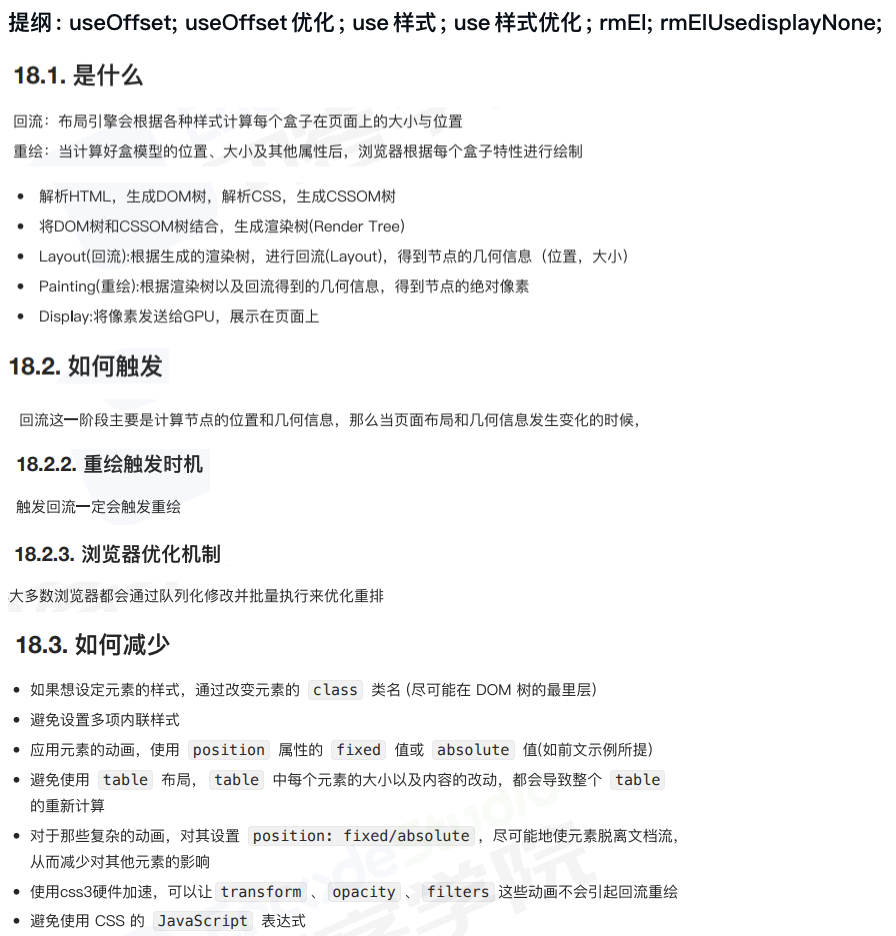 提纲: useOffset; useOffset优化; use样式; use样式优化; rmEl; rmElUsedisplayNone;
18.1. 是什么
回流：布局引擎会根据各种样式计算每个盒子在页面上的大小与位置
重绘：当计算好盒模型的位置、大小及其他属性后，浏览器根据每个盒子特性进行绘制
• 解析HTML，生成DOM树，解析CSS，生成CSSOM树
• 将DOM树和CSSOM树结合，生成渲染树(Render Tree)
• Layout(回流):根据生成的渲染树，进行回流(Layout)，得到节点的几何信息（位置，大小）
• Painting(重绘):根据渲染树以及回流得到的几何信息，得到节点的绝对像素
• Display:将像素发送给GPU，展示在页面上
18.2. 如何触发
回流这一阶段主要是计算节点的位置和几何信息，那么当页面布局和几何信息发生变化的时候，
18.2.2. 重绘触发时机
触发回流一定会触发重绘
18.2.3. 浏览器优化机制
大多数浏览器都会通过队列化修改并批量执行来优化重排
18.3. 如何减少
• 如果想设定元素的样式，通过改变元素的 class 类名 (尽可能在 DOM 树的最里层)
• 避免设置多项内联样式
• 应用元素的动画，使用 position 属性的 fixed 值或 absolute 值(如前文示例所提)
• 避免使用 table 布局， table 中每个元素的大小以及内容的改动，都会导致整个 table
的重新计算
• 对于那些复杂的动画，对其设置 position: fixed/absolute ，尽可能地使元素脱离文档流，
从而减少对其他元素的影响
• 使用css3硬件加速，可以让 transform 、 opacity 、 filters 这些动画不会引起回流重绘
• 避免使用 CSS 的 JavaScript 表达式